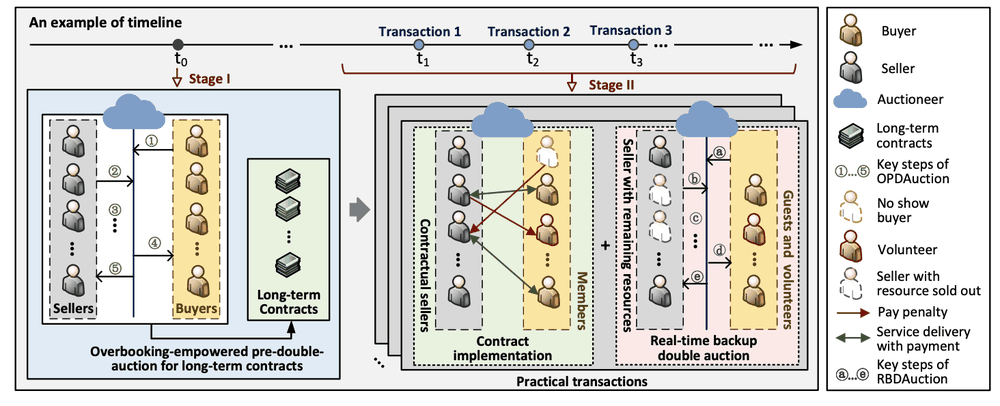 An example of timeline
Transaction 1
Transaction 2
Transaction 3
...
...
...
t0
t1
t2
t3
Stage I
Stage II
①
②
③
④
⑤
Sellers
Buyers
Long-term
Contracts
Overbooking-empowered pre-double-
auction for long-term contracts
Contractual sellers
Members
Contract
implementation
+
Seller with remaining resources
ⓐ
ⓑ
ⓒ
ⓓ
ⓔ
Guests and volunteers
Real-time backup
double auction
Practical transactions
Buyer
Seller
Auctioneer
Long-term
contracts
①...⑤
Key steps of
OPDAuction
No show
buyer
Volunteer
Seller with
resource sold out
Pay penalty
Service delivery
with payment
ⓐ...ⓔ
Key steps of
RBDAuction